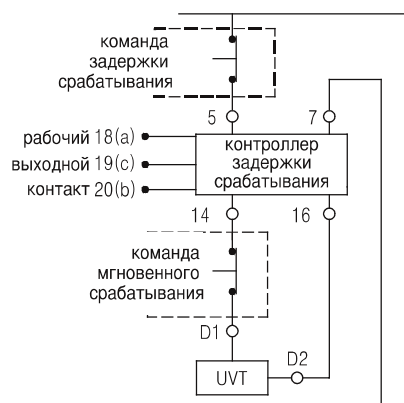 команда
задержки
срабатывания
5
7
рабочий 18(a)
выходной 19(c)
контакт 20(b)
контроллер
задержки
срабатывания
14
16
команда
мгновенного
срабатывания
D1
D2
UVT